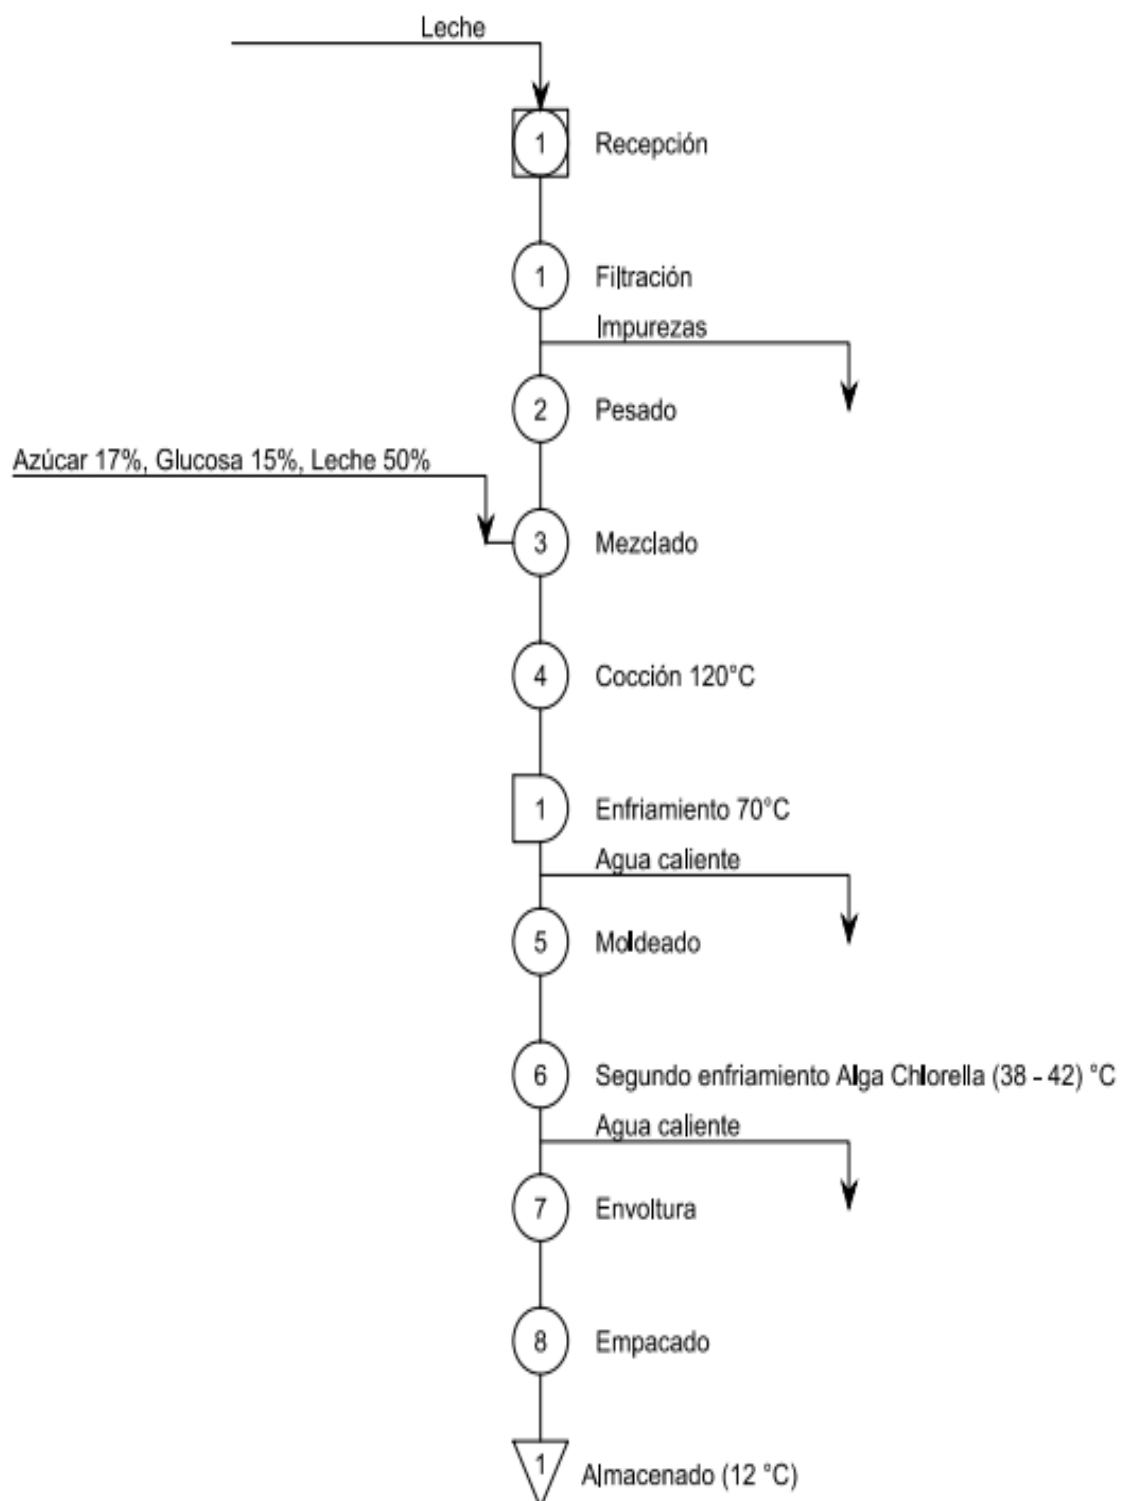 Leche
1 Recepción
1 Filtración
Impurezas
2 Pesado
Azúcar 17%, Glucosa 15%, Leche 50%
3 Mezclado
4 Cocción 120°C
1 Enfriamiento 70°C
Agua caliente
5 Moldeado
6 Segundo enfriamiento Alga Chlorella (38 - 42) °C
Agua caliente
7 Envoltura
8 Empacado
1 Almacenado (12 °C)